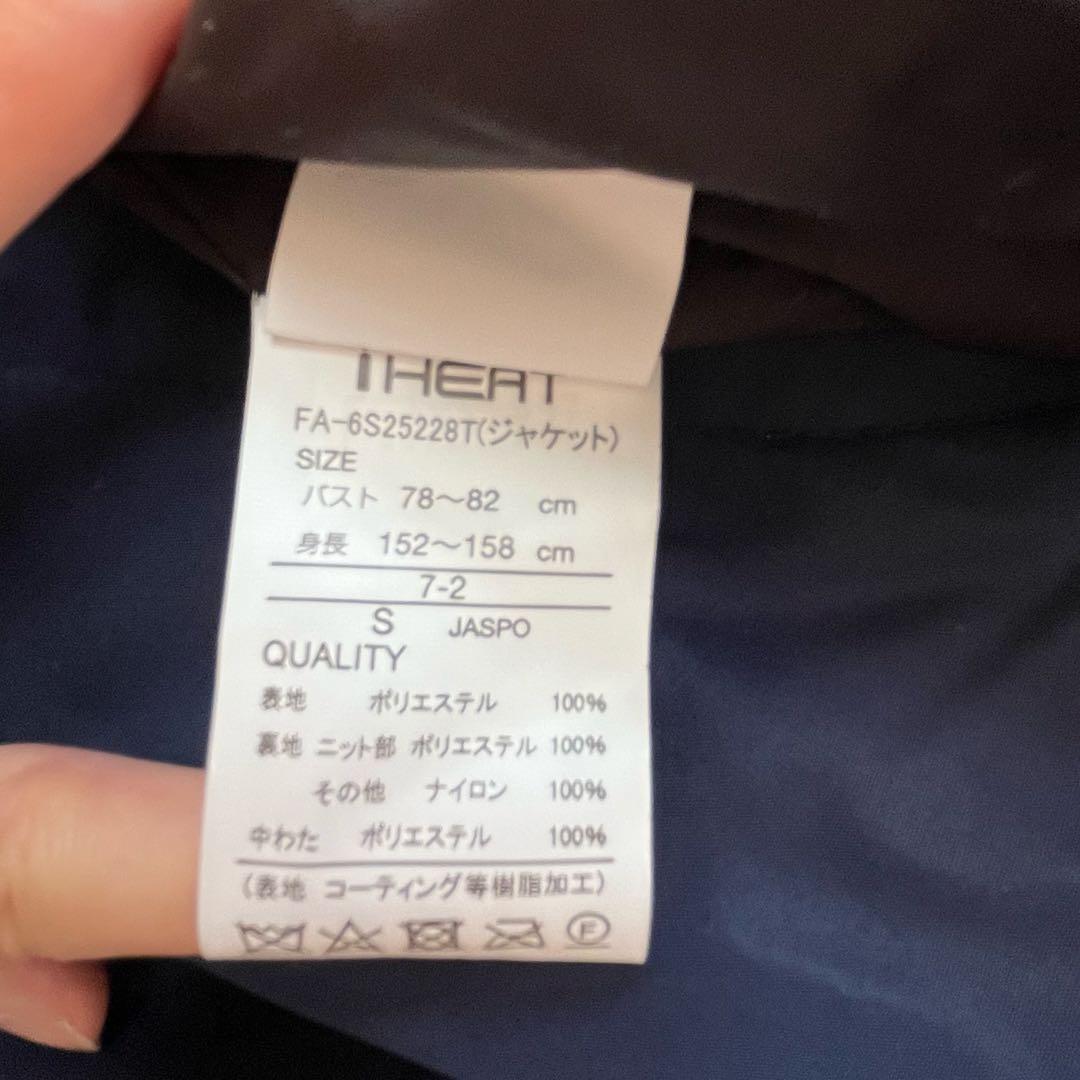 iHEAT
FA-6S25228T(ジャケット)
SIZE
バスト 78～82 cm
身長 152～158 cm
7-2
S JASPO
QUALITY
表地 ポリエステル 100%
裏地 ニット部 ポリエステル 100%
その他 ナイロン 100%
中わた ポリエステル 100%
(表地 コーティング等樹脂加工)
F